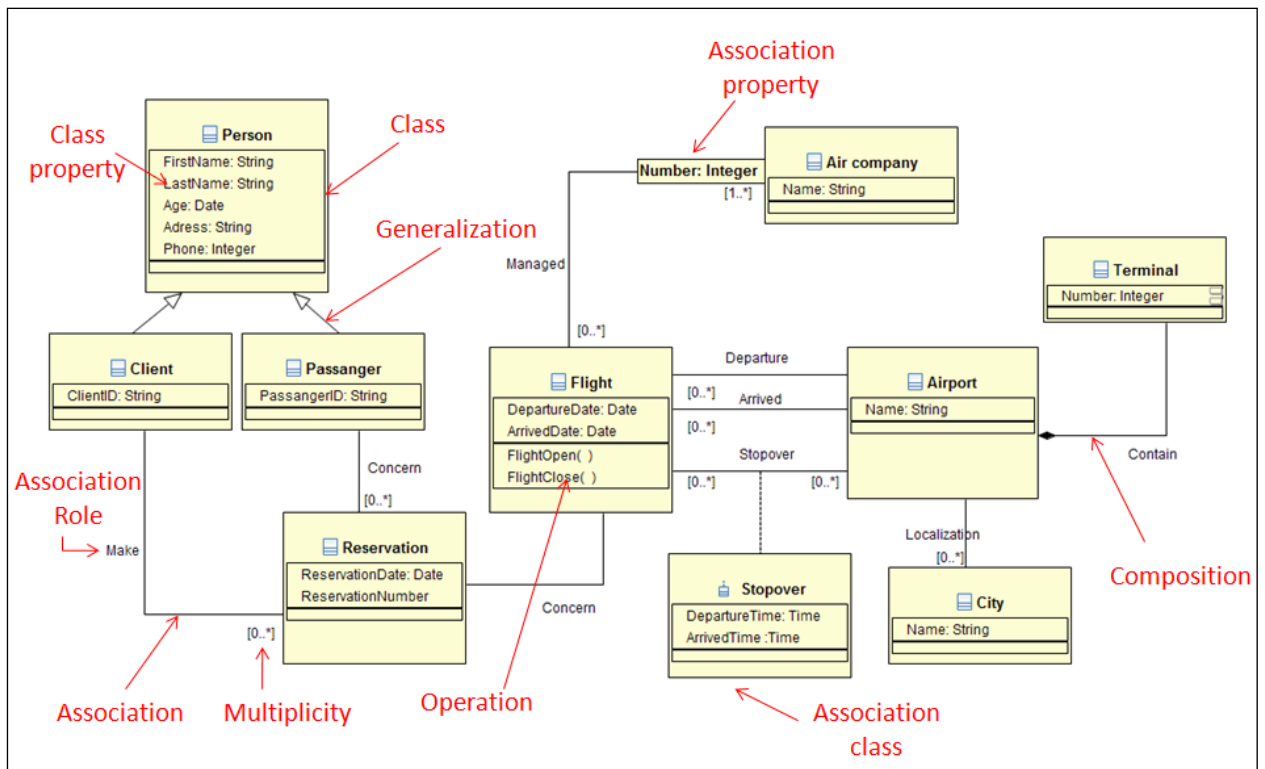 Association
property
Person
FirstName: String
LastName: String
Age: Date
Adress: String
Phone: Integer
Class
property
Class
Number: Integer
[1..*]
Air company
Name: String
Generalization
Managed
[0..*]
Terminal
Number: Integer
Client
ClientID: String
Passanger
PassangerID: String
Flight
DepartureDate: Date
ArrivedDate: Date
FlightOpen( )
FlightClose( )
Departure
[0..*]
Arrived
[0..*]
Stopover
[0..*]
[0..*]
Airport
Name: String
Contain
Concern
[0..*]
Association
Role
Make
Reservation
ReservationDate: Date
ReservationNumber
Concern
Localization
[0..*]
Composition
Stopover
DepartureTime: Time
ArrivedTime :Time
City
Name: String
[0..*]
Association
Multiplicity
Operation
Association
class